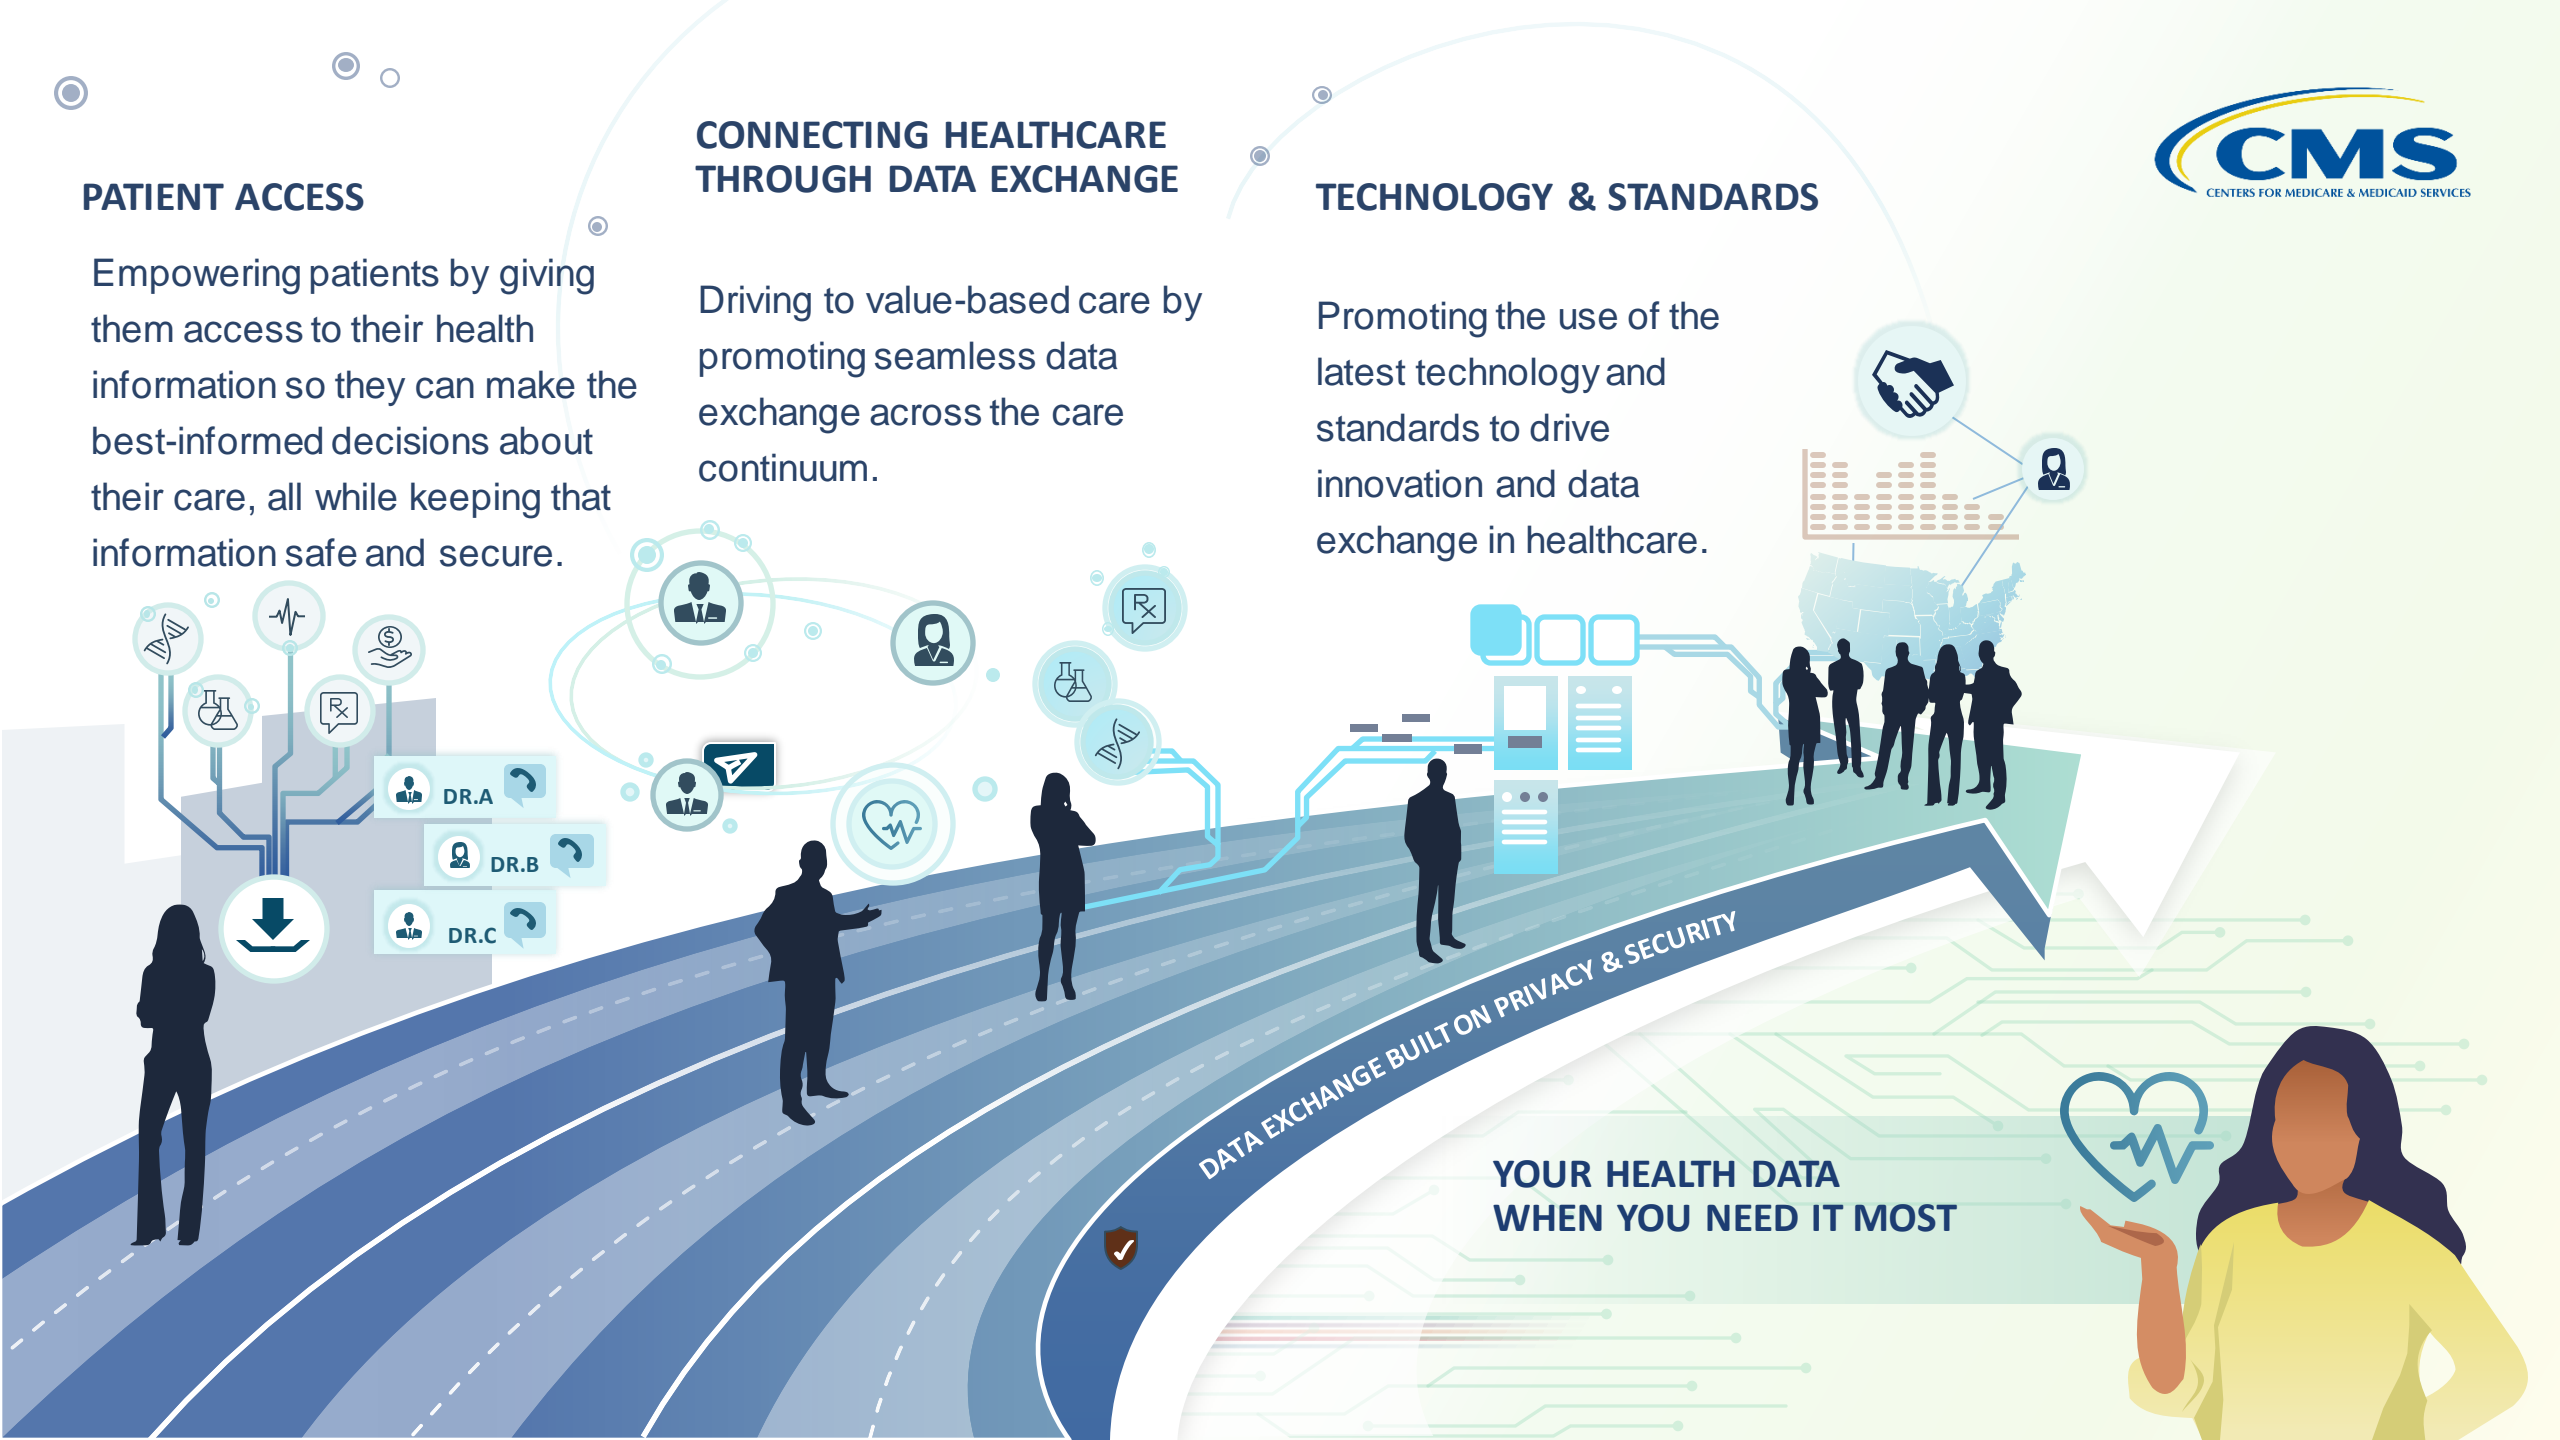 PATIENT ACCESS
Empowering patients by giving
them access to their health
information so they can make the
best-informed decisions about
their care, all while keeping that
information safe and secure.
CONNECTING HEALTHCARE
THROUGH DATA EXCHANGE
Driving to value-based care by
promoting seamless data
exchange across the care
continuum.
TECHNOLOGY & STANDARDS
Promoting the use of the
latest technology and
standards to drive
innovation and data
exchange in healthcare.
CMS
CENTERS FOR MEDICARE & MEDICAID SERVICES
$
Rx
Rx
DR.A
DR.B
DR.C
DATA EXCHANGE BUILT ON PRIVACY & SECURITY
YOUR HEALTH DATA
WHEN YOU NEED IT MOST